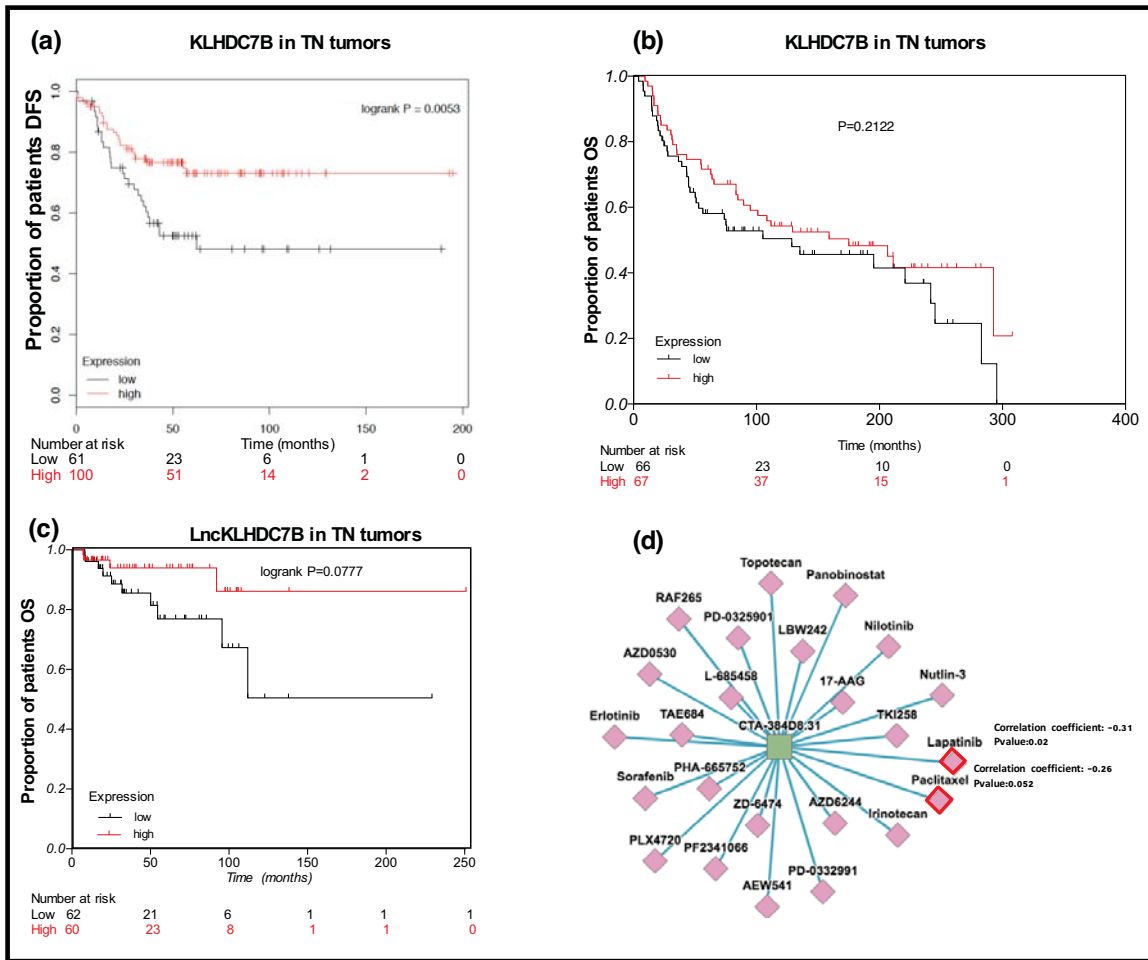 (a)
KLHDC7B in TN tumors
Proportion of patients DFS
1.0
0.8
0.6
0.4
0.2
0.0
logrank P = 0.0053
Expression
low
high
0 50 100 150 200
Number at risk Time (months)
Low 61 23 6 1 0
High 100 51 14 2 0
(b)
KLHDC7B in TN tumors
Proportion of patients OS
1.0
0.8
0.6
0.4
0.2
0.0
P=0.2122
Expression
low
high
0 100 200 300 400
Time (months)
Number at risk
Low 66 23 10 0
High 67 37 15 1
(c)
LncKLHDC7B in TN tumors
Proportion of patients OS
1.0
0.8
0.6
0.4
0.2
0.0
logrank P=0.0777
Expression
low
high
0 50 100 150 200 250
Time (months)
Number at risk
Low 62 21 6 1 1 1
High 60 23 8 1 1 0
(d)
Topotecan
Panobinostat
RAF265
PD-0325901
LBW242
Nilotinib
AZD0530
L-685458
17-AAG
Nutlin-3
Erlotinib
TAE684
CTA-384D8.31
TKI258
Lapatinib
Correlation coefficient: -0.31
Pvalue:0.02
Sorafenib
PHA-665752
Paclitaxel
Correlation coefficient: -0.26
Pvalue:0.052
ZD-6474
AZD6244
Irinotecan
PLX4720
PF2341066
AEW541
PD-0332991